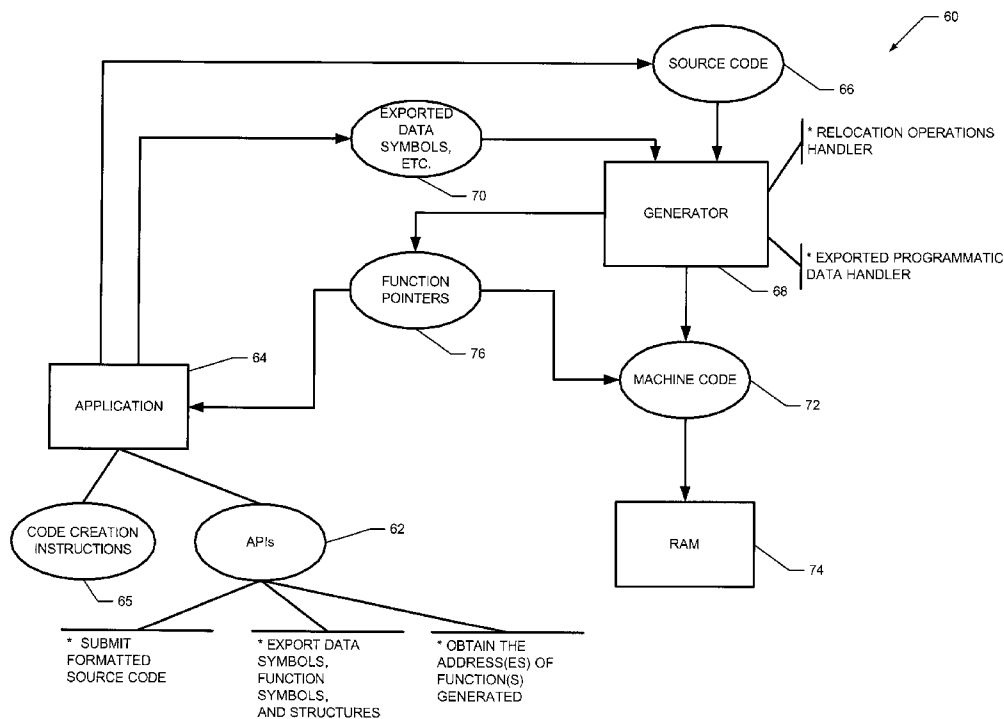 60
SOURCE CODE
66
EXPORTED
DATA
SYMBOLS,
ETC.
70
* RELOCATION OPERATIONS
HANDLER
GENERATOR
* EXPORTED PROGRAMMATIC
DATA HANDLER
68
FUNCTION
POINTERS
76
64
APPLICATION
MACHINE CODE
72
CODE CREATION
INSTRUCTIONS
65
APIs
62
RAM
74
* SUBMIT
FORMATTED
SOURCE CODE
* EXPORT DATA
SYMBOLS,
FUNCTION
SYMBOLS,
AND STRUCTURES
* OBTAIN THE
ADDRESS(ES) OF
FUNCTION(S)
GENERATED